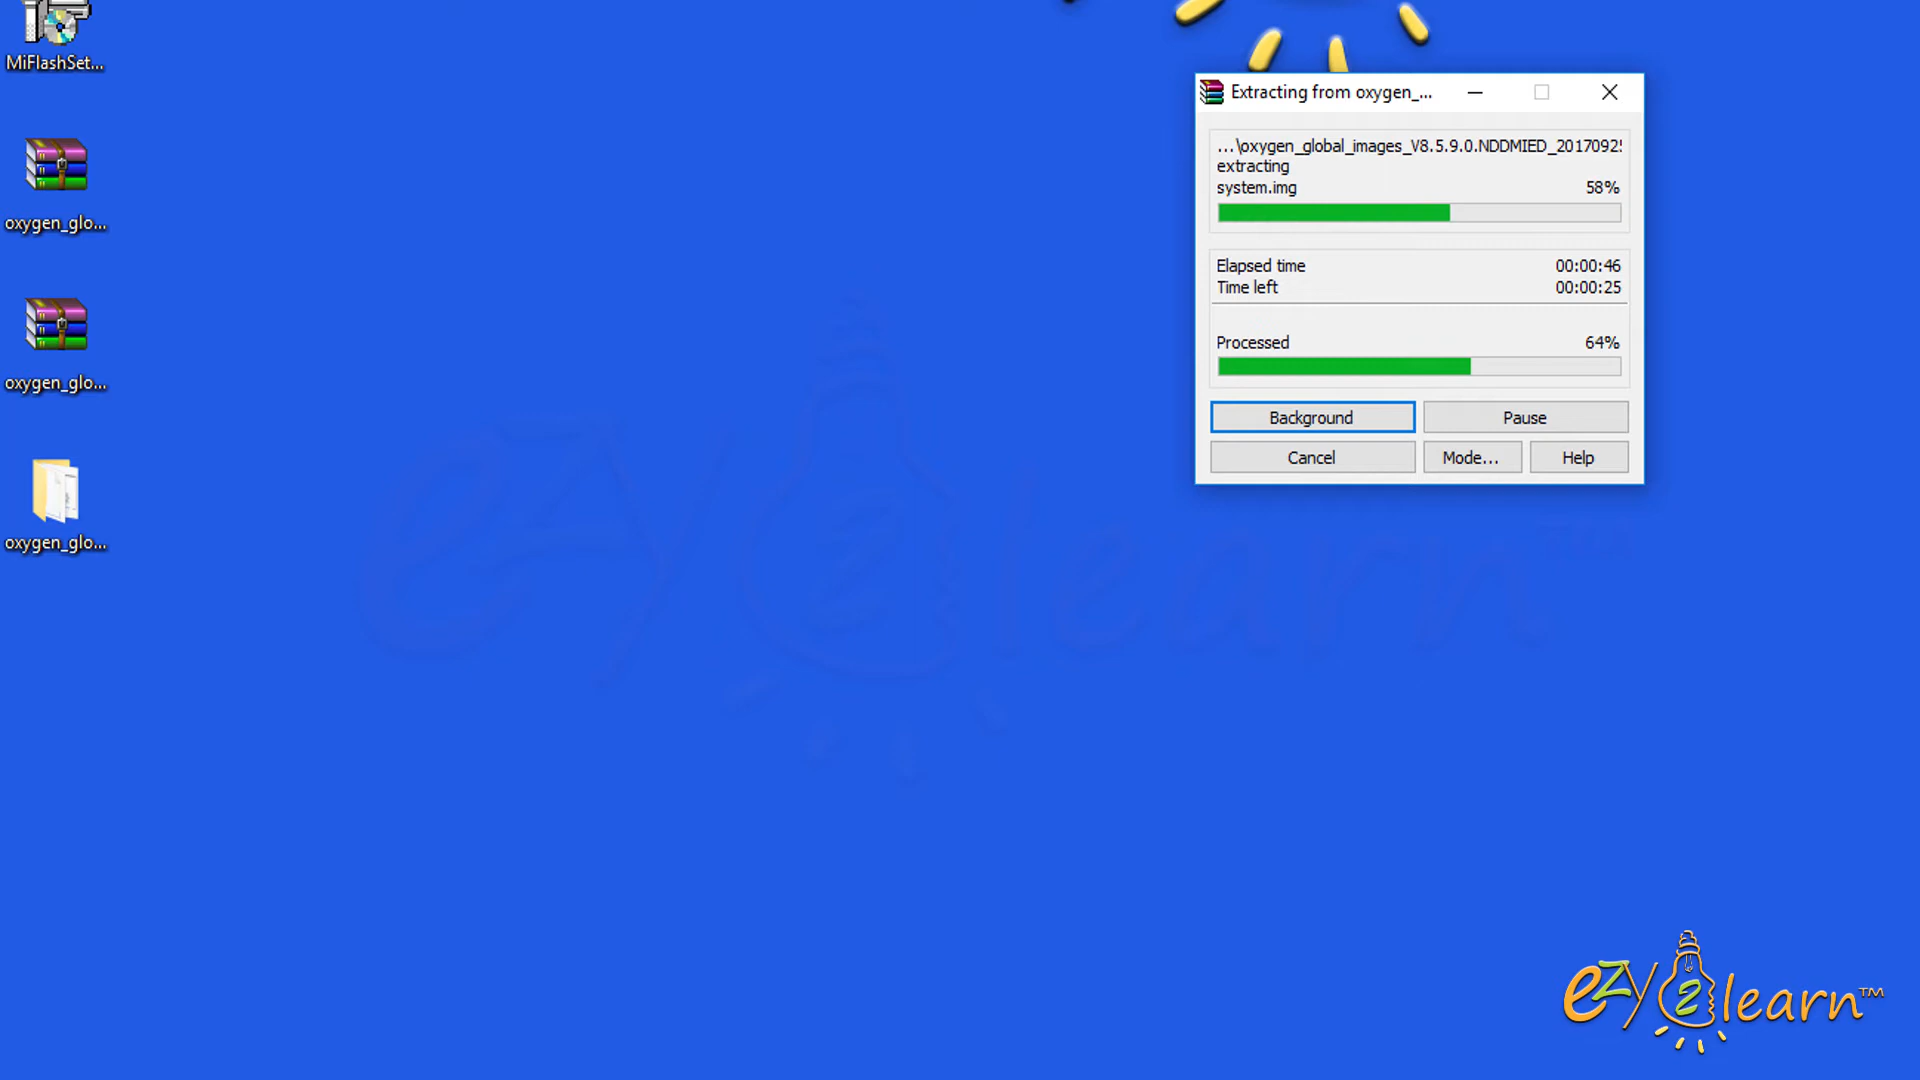 MiFlashSet...
oxygen_glo...
oxygen_glo...
oxygen_glo...
Extracting from oxygen_...
...\oxygen_global_images_V8.5.9.0.NDDMIED_2017092
extracting
system.img 58%
Elapsed time 00:00:46
Time left 00:00:25
Processed 64%
Background Pause
Cancel Mode... Help
ezy2learn™
ezy2learn™